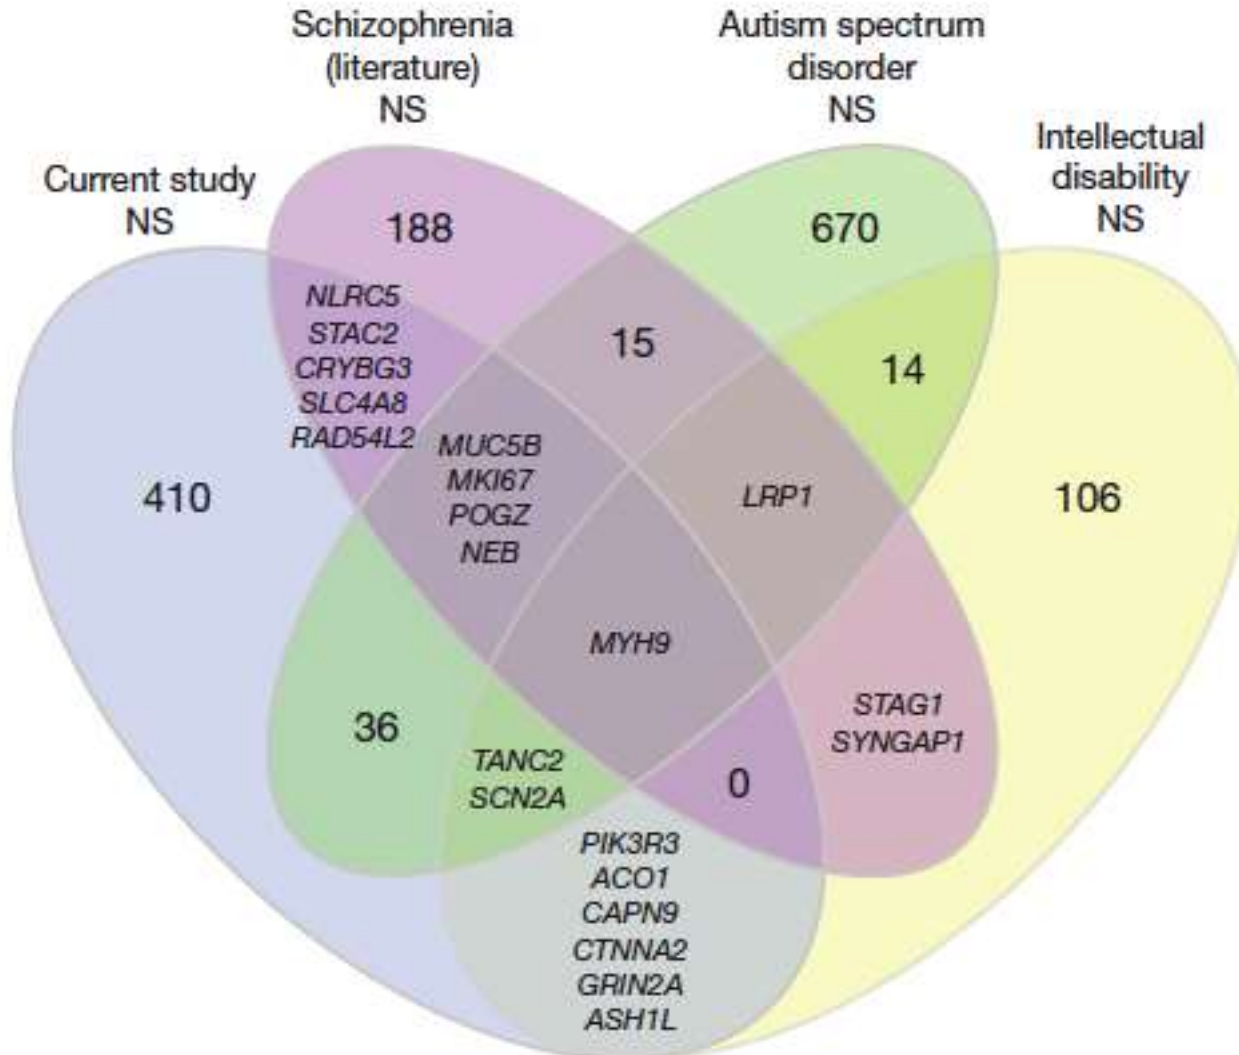 Schizophrenia
(literature)
NS
Autism spectrum
disorder
NS
Intellectual
disability
NS
Current study
NS
188
670
NLRC5
STAC2
CRYBG3
SLC4A8
RAD54L2
15
14
MUC5B
MKI67
POGZ
NEB
410
LRP1
106
MYH9
36
STAG1
SYNGAP1
TANC2
SCN2A
0
PIK3R3
ACO1
CAPN9
CTNNA2
GRIN2A
ASH1L